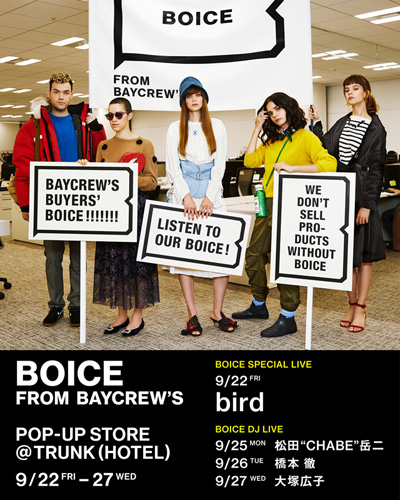 BOICE
FROM
BAYCREW'S
BAYCREW'S
BUYERS'
BOICE!!!!!!!
LISTEN TO
OUR BOICE!
WE
DON'T
SELL
PRO-
DUCTS
WITHOUT
BOICE
BOICE
FROM BAYCREW'S
POP-UP STORE
@TRUNK(HOTEL)
9/22 FRI – 27 WED
BOICE SPECIAL LIVE
9/22 FRI
bird
BOICE DJ LIVE
9/25 MON 松田“CHABE”岳二
9/26 TUE 橋本 徹
9/27 WED 大塚広子